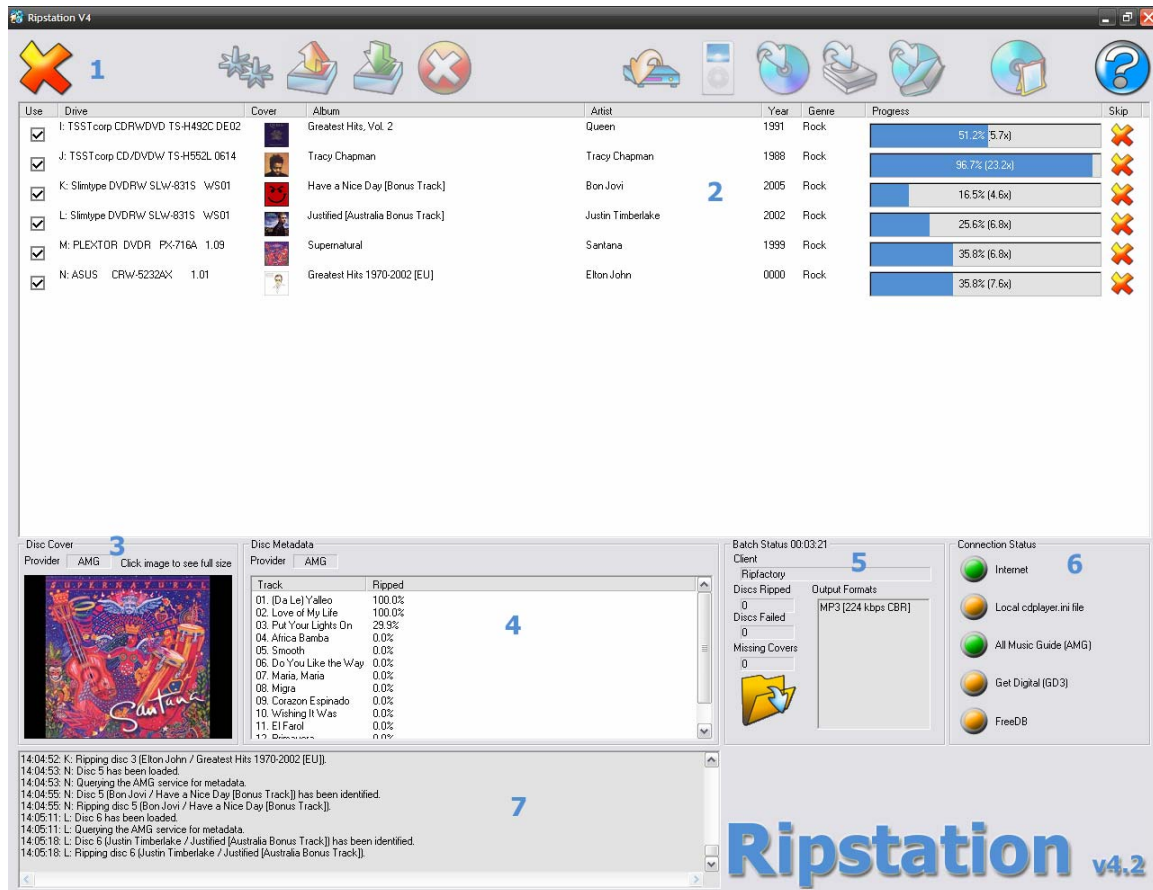 Ripstation V4
1
Use Drive Cover Album Artist Year Genre Progress Skip
I: TSSTcorp CDRWDVD TS-H492C DE02 Greatest Hits, Vol. 2 Queen 1991 Rock 51.2% (5.7x)
J: TSSTcorp CD/DVDW TS-H552L 0614 Tracy Chapman Tracy Chapman 1988 Rock 96.7% (23.2x)
K: Slimtype DVDRW SLW-831S WS01 Have a Nice Day [Bonus Track] Bon Jovi 2005 Rock 16.5% (4.6x)
2
L: Slimtype DVDRW SLW-831S WS01 Justified [Australia Bonus Track] Justin Timberlake 2002 Rock 25.6% (6.8x)
M: PLEXTOR DVDR PX-716A 1.09 Supernatural Santana 1999 Rock 35.8% (6.8x)
N: ASUS CRW-5232AX 1.01 Greatest Hits 1970-2002 [EU] Elton John 0000 Rock 35.8% (7.6x)
Disc Cover
3
Provider AMG Click image to see full size
SUPERNATURAL
Santana
Disc Metadata
Provider AMG
Track Ripped
01. (Da Le) Yalleo 100.0%
02. Love of My Life 100.0%
03. Put Your Lights On 29.9%
04. Africa Bamba 0.0%
05. Smooth 0.0%
06. Do You Like the Way 0.0%
07. Maria, Maria 0.0%
08. Migra 0.0%
09. Corazon Espinado 0.0%
10. Wishing It Was 0.0%
11. El Farol 0.0%
12. Primavera 0.0%
4
Batch Status 00:03:21
5
Client
Ripfactory
Discs Ripped Output Formats
0 MP3 [224 kbps CBR]
Discs Failed
0
Missing Covers
0
Connection Status
6
Internet
Local cdplayer.ini file
All Music Guide (AMG)
Get Digital (GD3)
FreeDB
14:04:52: K: Ripping disc 3 (Elton John / Greatest Hits 1970-2002 [EU]).
14:04:53: N: Disc 5 has been loaded.
14:04:53: N: Querying the AMG service for metadata.
14:04:55: N: Disc 5 (Bon Jovi / Have a Nice Day [Bonus Track]) has been identified.
14:04:55: N: Ripping disc 5 (Bon Jovi / Have a Nice Day [Bonus Track]).
14:05:11: L: Disc 6 has been loaded.
14:05:11: L: Querying the AMG service for metadata.
14:05:18: L: Disc 6 (Justin Timberlake / Justified [Australia Bonus Track]) has been identified.
14:05:18: L: Ripping disc 6 (Justin Timberlake / Justified [Australia Bonus Track]).
7
Ripstation v4.2